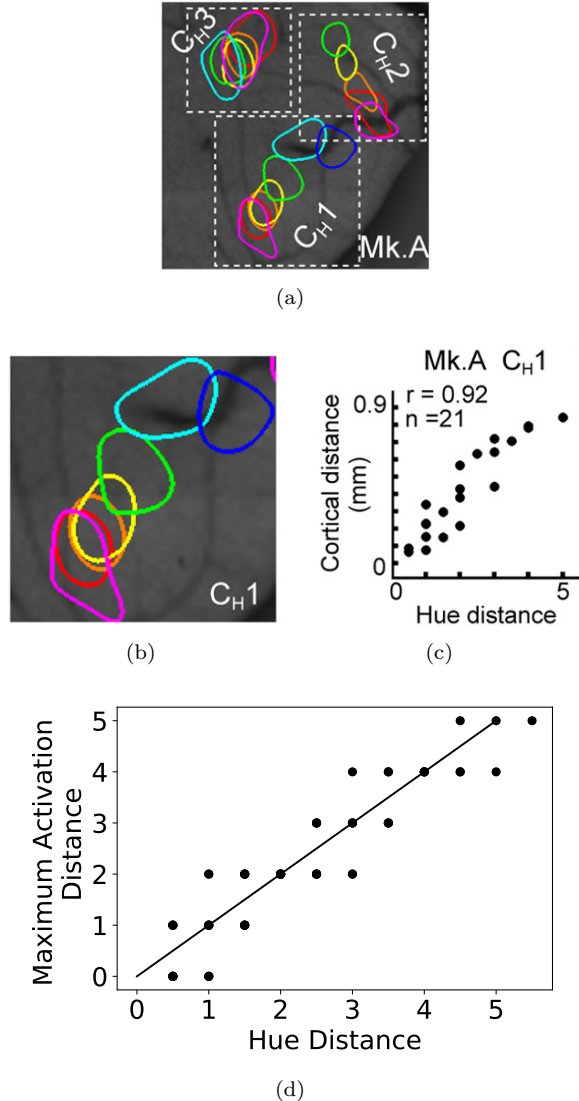 CH3
CH2
CH1
Mk.A
(a)
CH1
(b)
Mk.A CH1
r = 0.92
n =21
0.9
0
Cortical distance
(mm)
0
5
Hue distance
(c)
5
4
3
2
1
0
Maximum Activation
Distance
0 1 2 3 4 5
Hue Distance
(d)